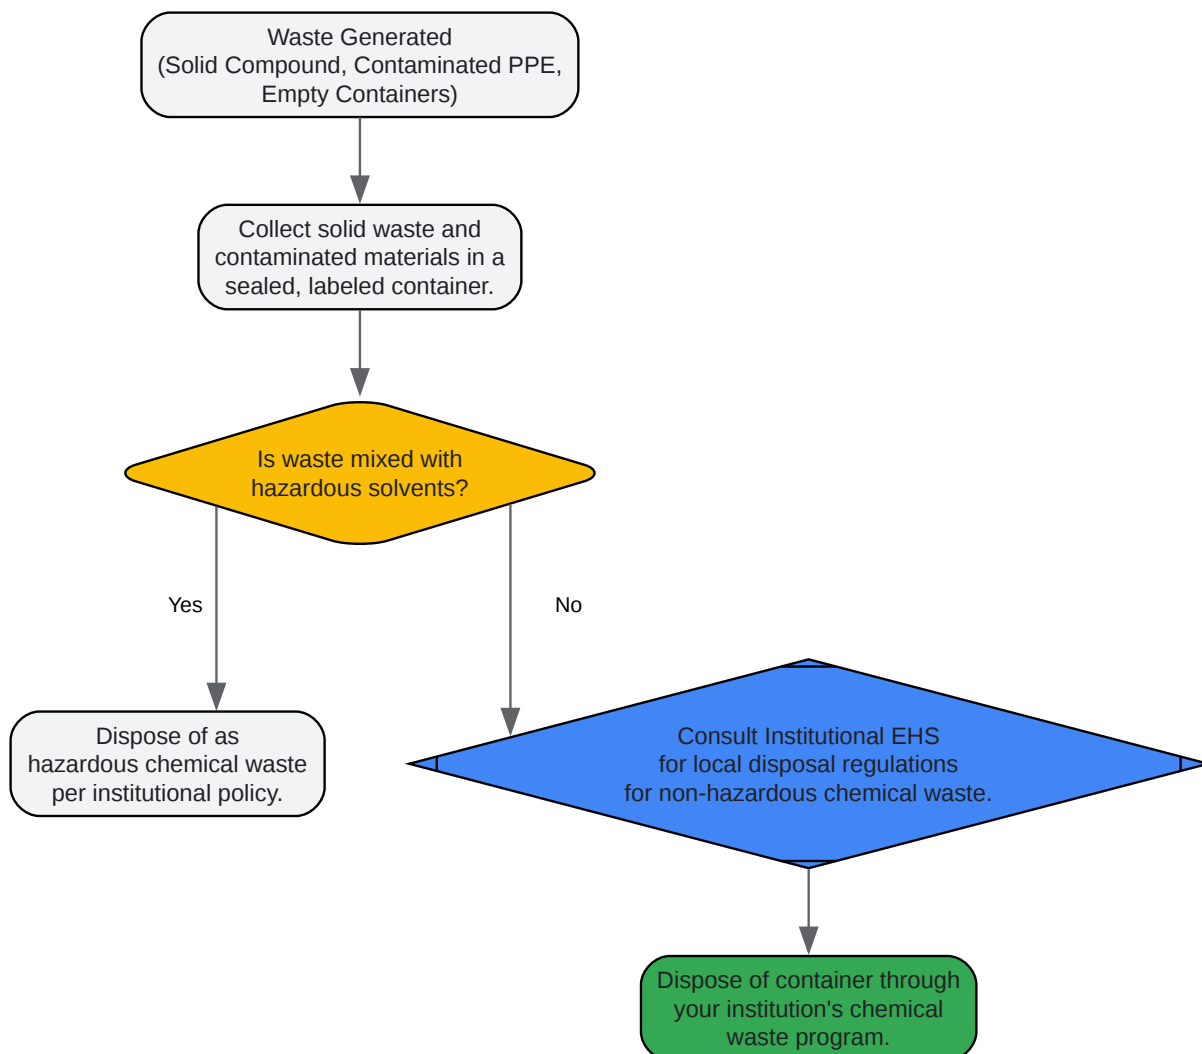 Waste Generated
(Solid Compound, Contaminated PPE,
Empty Containers)
Collect solid waste and
contaminated materials in a
sealed, labeled container.
Is waste mixed with
hazardous solvents?
Yes
No
Dispose of as
hazardous chemical waste
per institutional policy.
Consult Institutional EHS
for local disposal regulations
for non-hazardous chemical waste.
Dispose of container through
your institution's chemical
waste program.